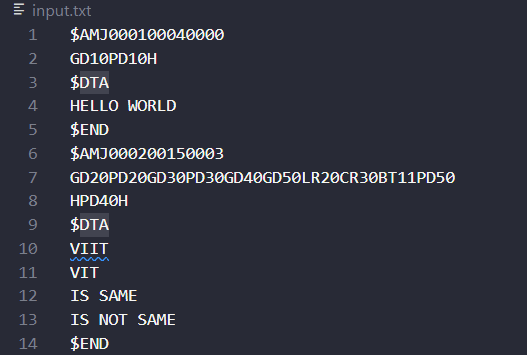 input.txt
1 $AMJ000100040000
2 GD10PD10H
3 $DTA
4 HELLO WORLD
5 $END
6 $AMJ000200150003
7 GD20PD20GD30PD30GD40GD50LR20CR30BT11PD50
8 HPD40H
9 $DTA
10 VIIT
11 VIT
12 IS SAME
13 IS NOT SAME
14 $END